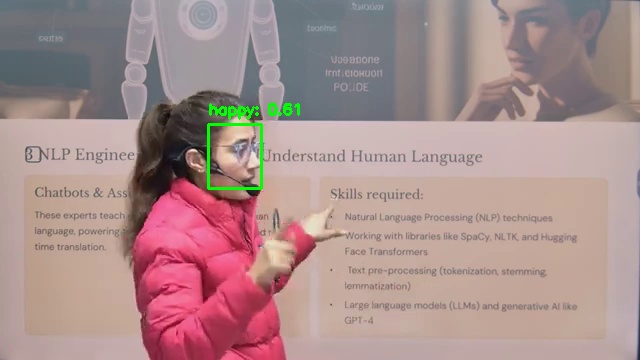 happy: 0.61
3 NLP Enginee Understand Human Language
Chatbots & Ass
Skills required:
These experts teach an
language, powering
time translation.
• Natural Language Processing (NLP) techniques
• Working with libraries like SpaCy, NLTK, and Hugging
Face Transformers
• Text pre-processing (tokenization, stemming,
lemmatization)
• Large language models (LLMs) and generative AI like
GPT-4